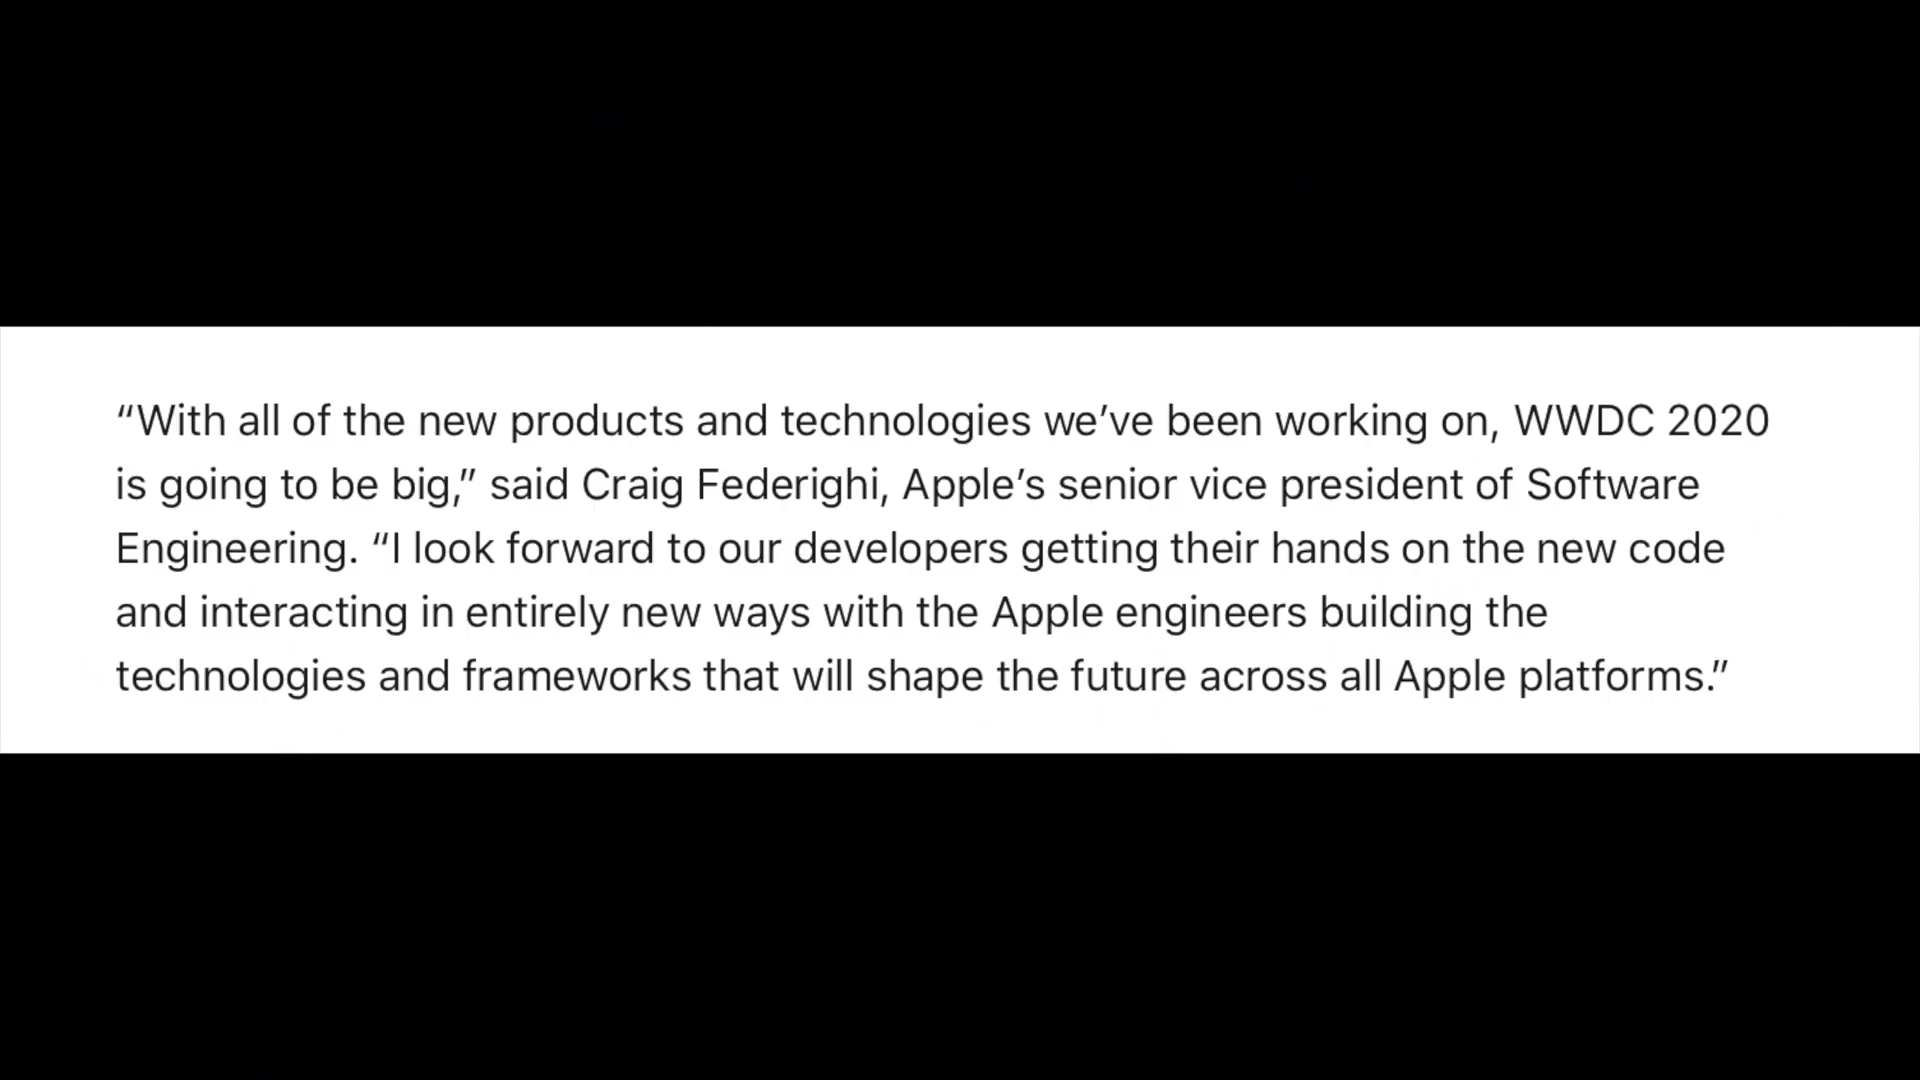 “With all of the new products and technologies we’ve been working on, WWDC 2020
is going to be big,” said Craig Federighi, Apple’s senior vice president of Software
Engineering. “I look forward to our developers getting their hands on the new code
and interacting in entirely new ways with the Apple engineers building the
technologies and frameworks that will shape the future across all Apple platforms.”